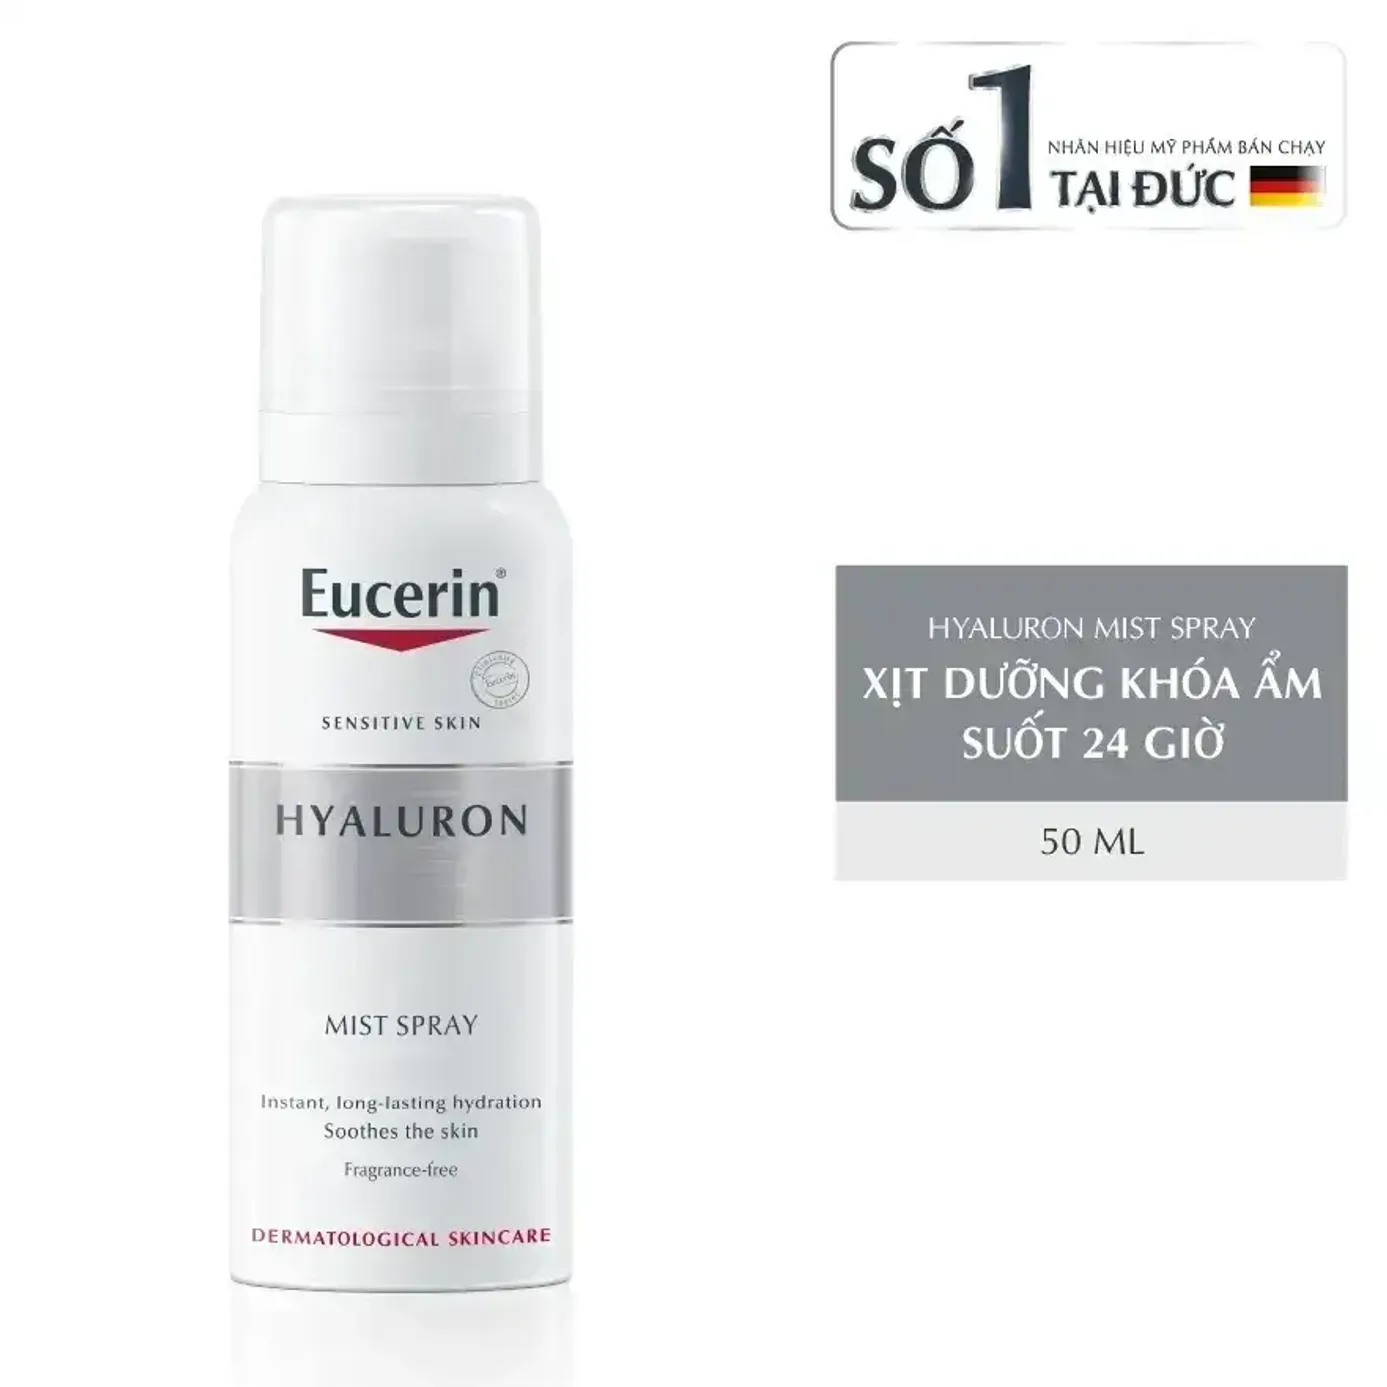 SỐ 1
NHÃN HIỆU MỸ PHẨM BÁN CHẠY
TẠI ĐỨC
Eucerin®
Eucerin
SENSITIVE SKIN
HYALURON
MIST SPRAY
Instant, long-lasting hydration
Soothes the skin
Fragrance-free
DERMATOLOGICAL SKINCARE
HYALURON MIST SPRAY
XỊT DƯỠNG KHÓA ẨM
SUỐT 24 GIỜ
50 ML